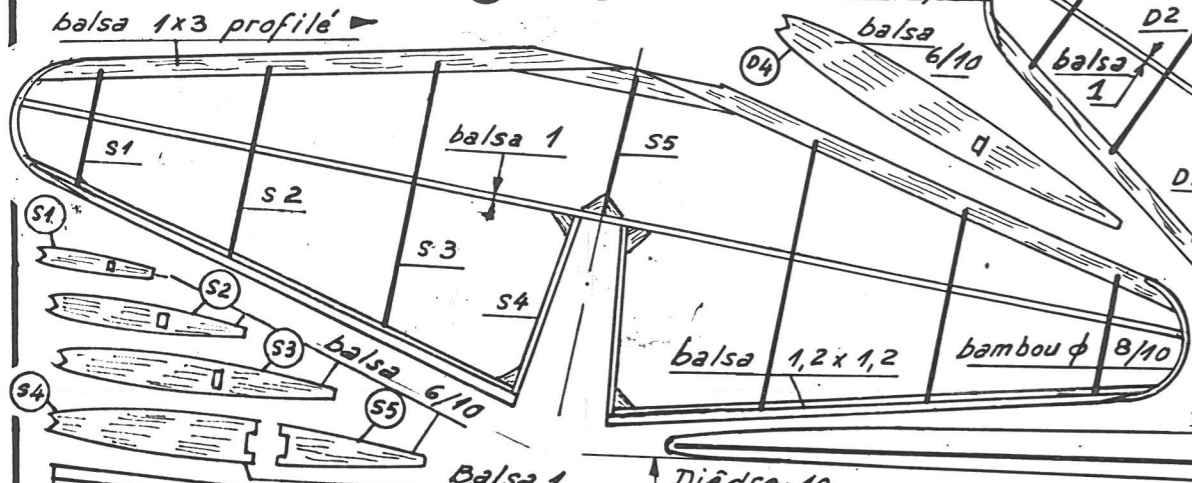 balsa 1x3 profilé
D4
balsa
6/10
D2
balsa
1
balsa 1
S5
S1
S2
S3
S4
S1
S2
S3
balsa 6/10
S4
S5
balsa 1,2 x 1,2
bambou ϕ 8/10
Balsa 1